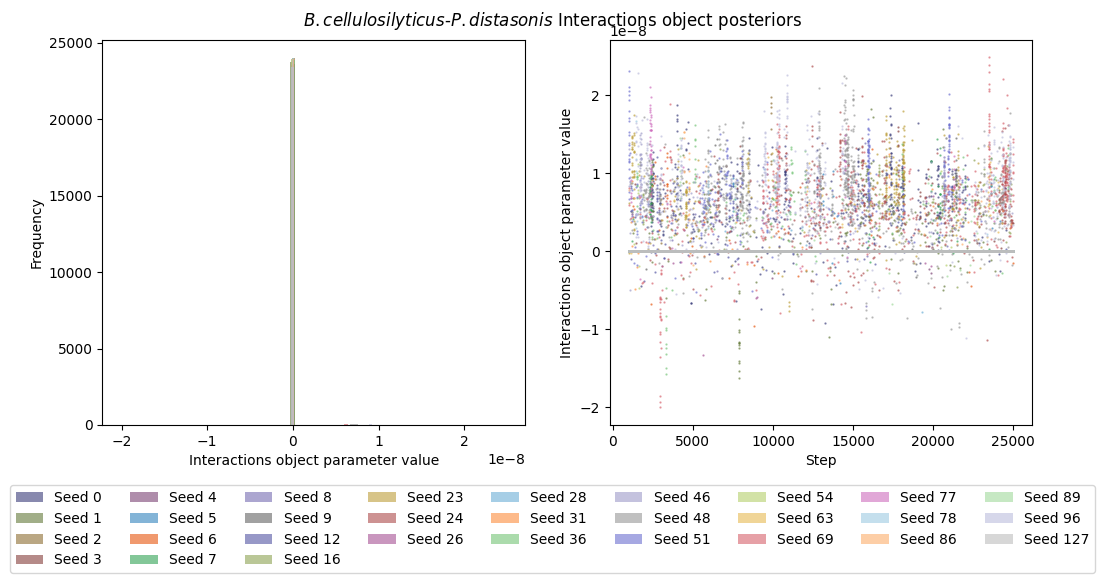 B.cellulosilyticus-P.distasonis Interactions object posteriors
25000
20000
15000
10000
5000
0
Frequency
−2
−1
0
1
2
1e−8
Interactions object parameter value
1e−8
2
1
0
−1
−2
Interactions object parameter value
0
5000
10000
15000
20000
25000
Step
Seed 0 Seed 4 Seed 8 Seed 23 Seed 28 Seed 46 Seed 54 Seed 77 Seed 89
Seed 1 Seed 5 Seed 9 Seed 24 Seed 31 Seed 48 Seed 63 Seed 78 Seed 96
Seed 2 Seed 6 Seed 12 Seed 26 Seed 36 Seed 51 Seed 69 Seed 86 Seed 127
Seed 3 Seed 7 Seed 16